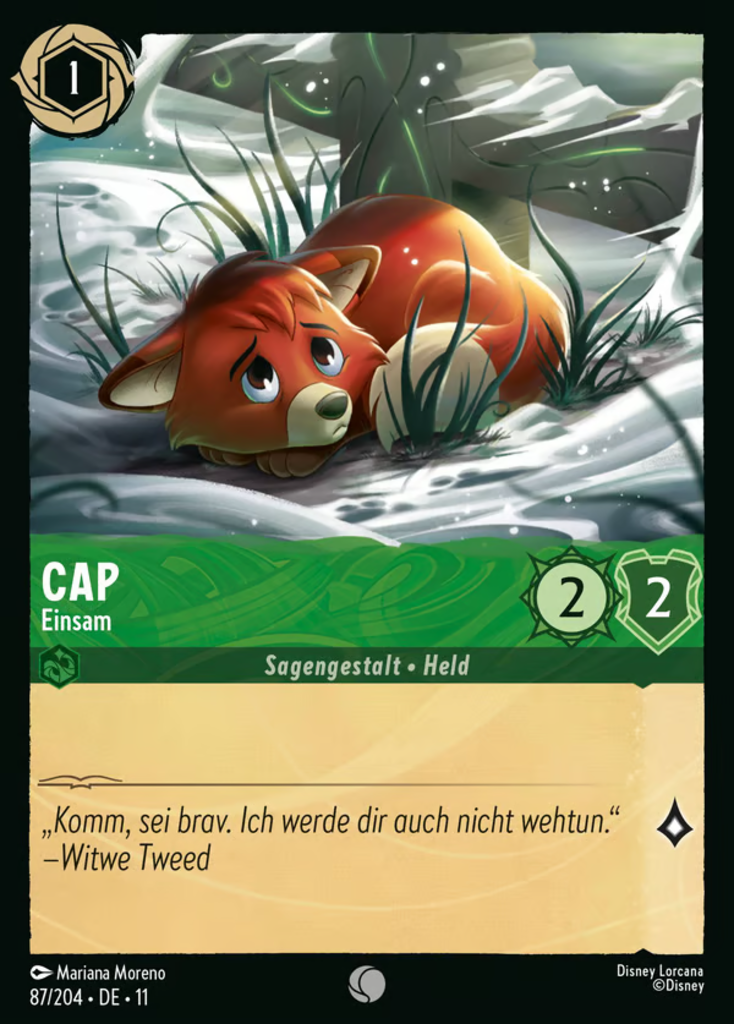 1
CAP
Einsam
2
2
Sagengestalt • Held
„Komm, sei brav. Ich werde dir auch nicht wehtun.“
–Witwe Tweed
Mariana Moreno
87/204 • DE • 11
Disney Lorcana
©Disney